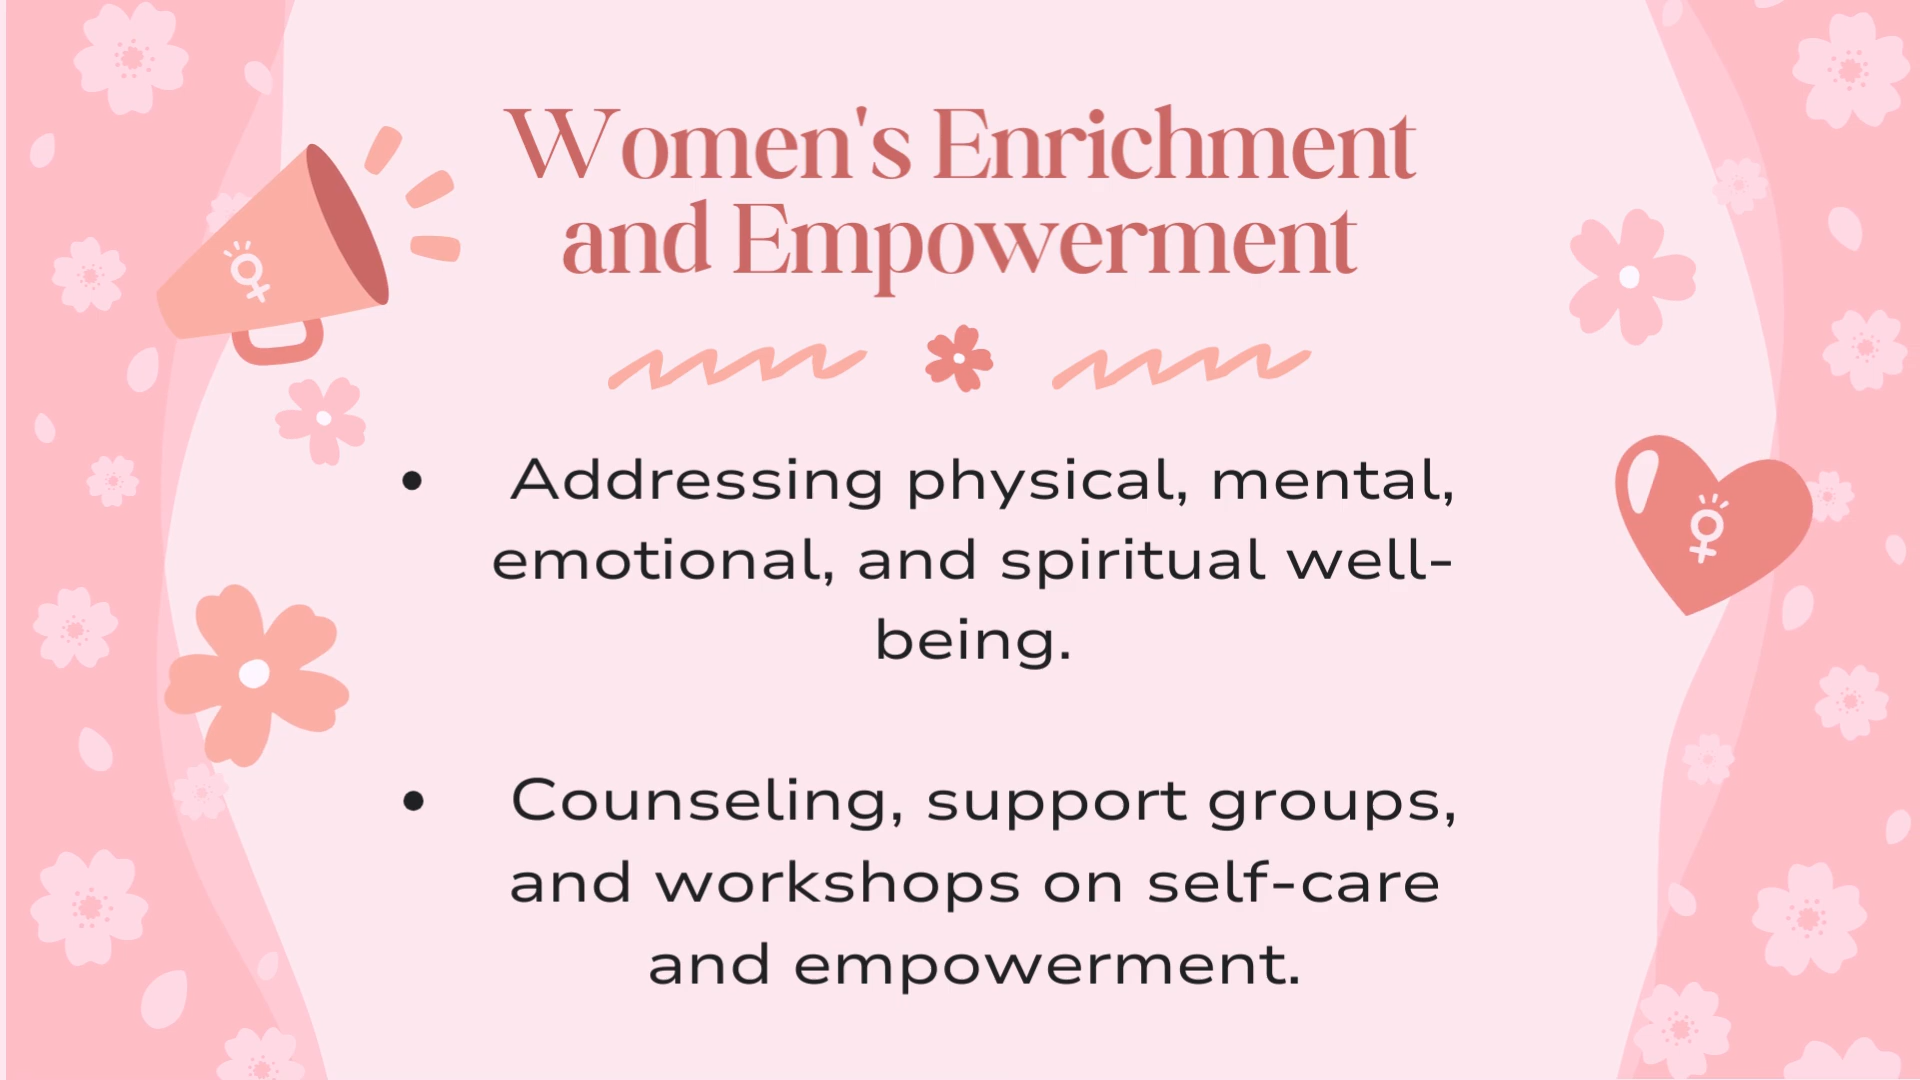 Women's Enrichment
and Empowerment
• Addressing physical, mental,
emotional, and spiritual well-
being.
• Counseling, support groups,
and workshops on self-care
and empowerment.